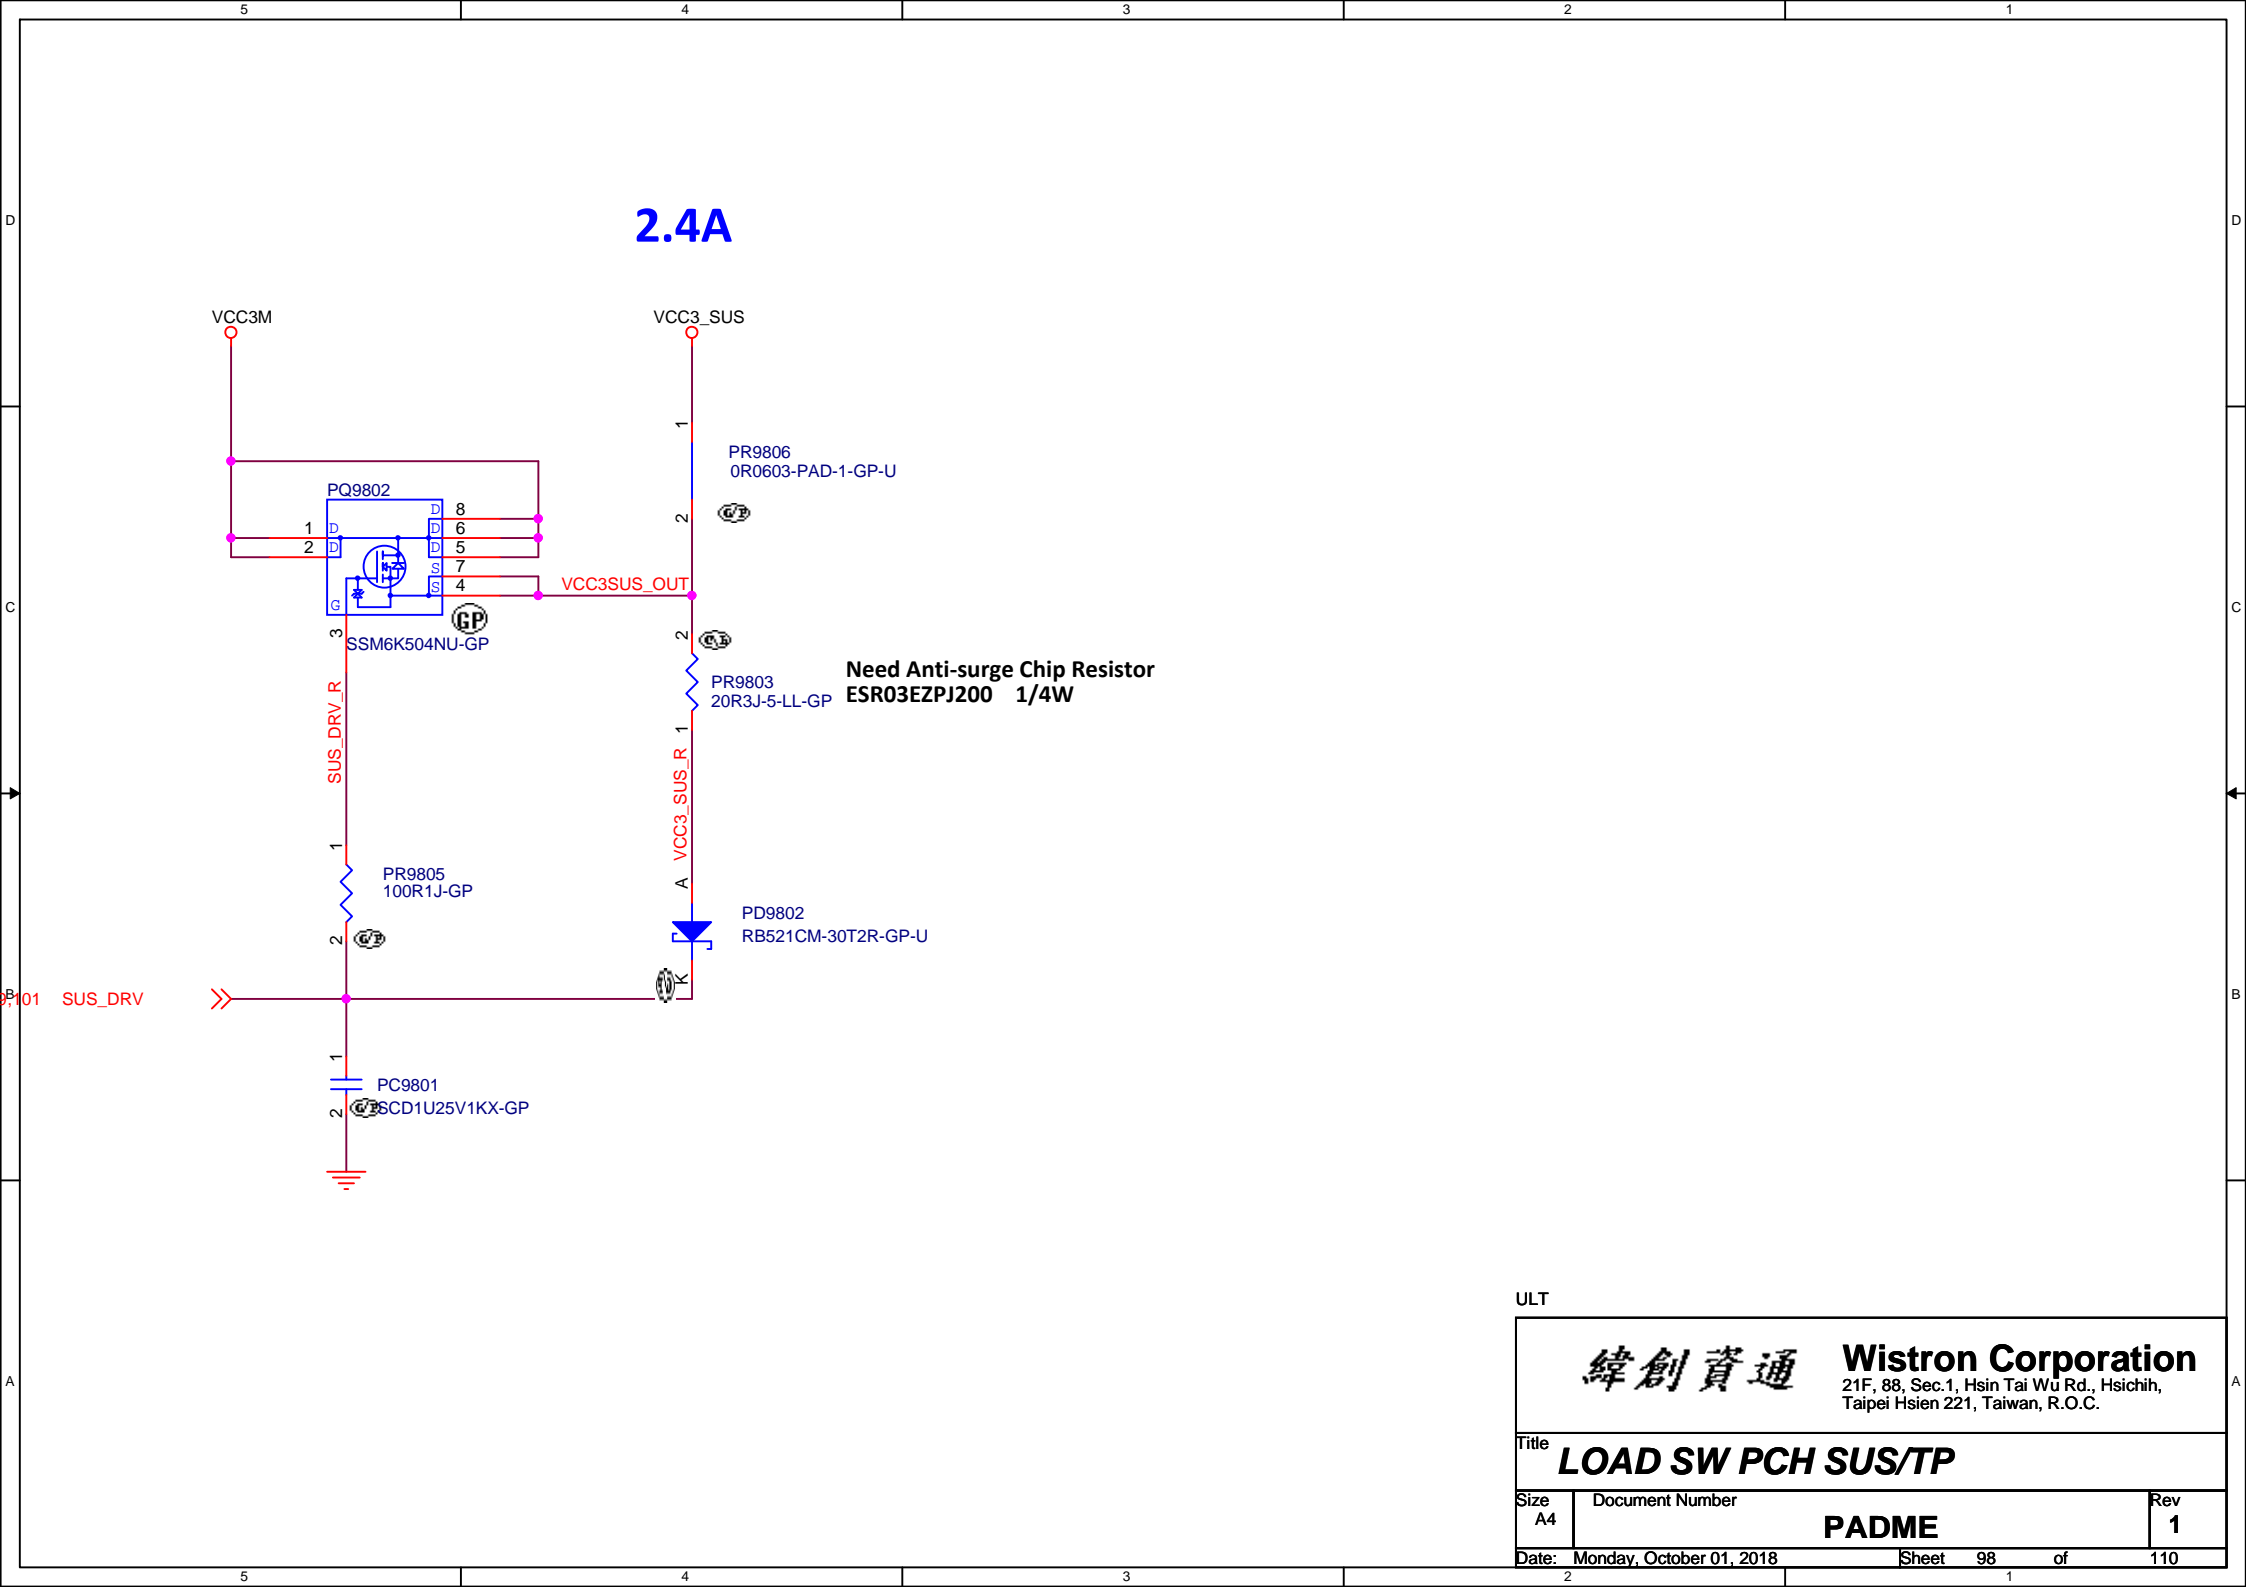 5 4 3 2 1
D D
2.4A
VCC3M
VCC3_SUS
1
PR9806
0R0603-PAD-1-GP-U
2
G/P
PQ9802
1 D
2 D
D 8
D 6
D 5
S 7
S 4
G
3
GP
SSM6K504NU-GP
VCC3SUS_OUT
C C
2
PR9803
20R3J-5-LL-GP
1
Need Anti-surge Chip Resistor
ESR03EZPJ200 1/4W
SUS_DRV_R
VCC3_SUS_R
1
PR9805
100R1J-GP
2
G/P
A
PD9802
RB521CM-30T2R-GP-U
K
B B
,101 SUS_DRV
1
PC9801
SCD1U25V1KX-GP
2
G/P
ULT
A A
緯創資通
Wistron Corporation
21F, 88, Sec.1, Hsin Tai Wu Rd., Hsichih,
Taipei Hsien 221, Taiwan, R.O.C.
Title
LOAD SW PCH SUS/TP
Size
A4
Document Number
PADME
Rev
1
Date: Monday, October 01, 2018
Sheet 98 of 110
5 4 3 2 1